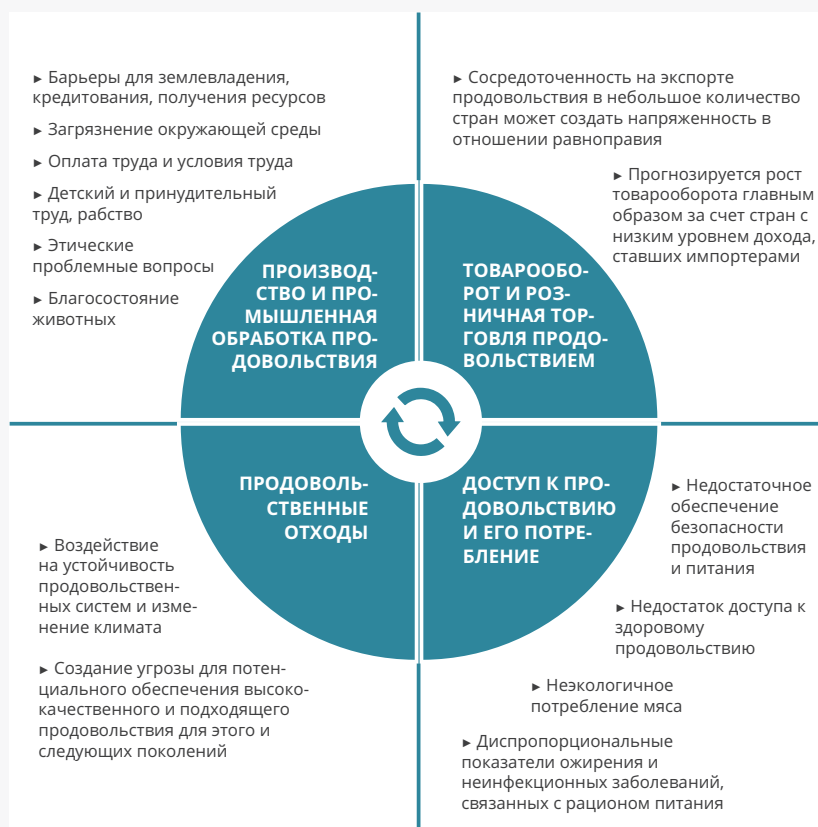 ► Барьеры для землевладения,
кредитования, получения ресурсов
► Загрязнение окружающей среды
► Оплата труда и условия труда
► Детский и принудительный
труд, рабство
► Этические
проблемные вопросы
► Благосостояние
животных
ПРОИЗВОД-
СТВО И ПРО-
МЫШЛЕННАЯ
ОБРАБОТКА ПРО-
ДОВОЛЬСТВИЯ
► Сосредоточенность на экспорте
продовольствия в небольшое количество
стран может создать напряженность в
отношении равноправия
► Прогнозируется рост
товарооборота главным
образом за счет стран с
низким уровнем дохода,
ставших импортерами
ТОВАРООБО-
РОТ И РОЗ-
НИЧНАЯ ТОР-
ГОВЛЯ ПРОДО-
ВОЛЬСТВИЕМ
ПРОДОВОЛЬ-
СТВЕННЫЕ
ОТХОДЫ
► Воздействие
на устойчивость
продовольствен-
ных систем и изме-
нение климата
► Создание угрозы для потен-
циального обеспечения высоко-
качественного и подходящего
продовольствия для этого и
следующих поколений
ДОСТУП К ПРО-
ДОВОЛЬСТВИЮ
И ЕГО ПОТРЕ-
БЛЕНИЕ
► Недостаточное
обеспечение
безопасности
продовольствия
и питания
► Недостаток доступа к
здоровому
продовольствию
► Неэкологичное
потребление мяса
► Диспропорциональные
показатели ожирения и
неинфекционных заболеваний,
связанных с рационом питания